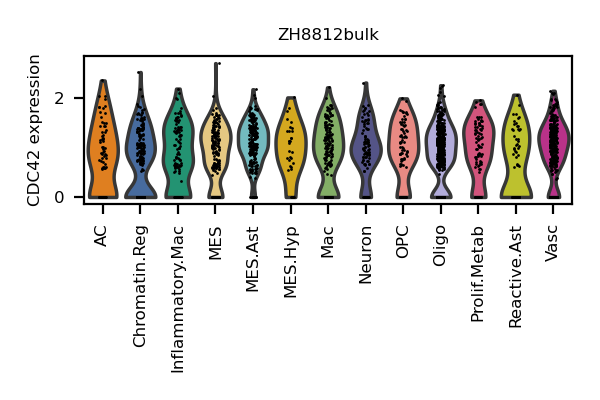 ZH8812bulk
CDC42 expression
2
0
AC
Chromatin.Reg
Inflammatory.Mac
MES
MES.Ast
MES.Hyp
Mac
Neuron
OPC
Oligo
Prolif.Metab
Reactive.Ast
Vasc